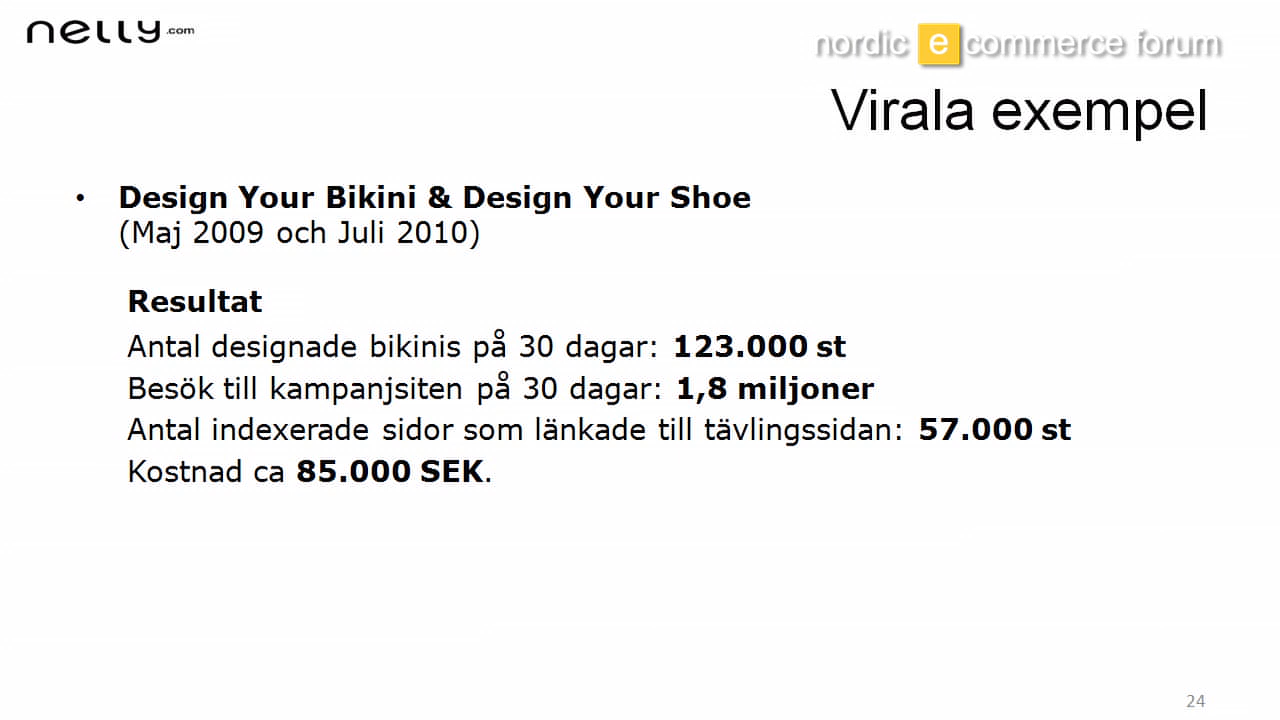 nelly.com
nordic e commerce forum
Virala exempel
• Design Your Bikini & Design Your Shoe
(Maj 2009 och Juli 2010)
Resultat
Antal designade bikinis på 30 dagar: 123.000 st
Besök till kampanjsiten på 30 dagar: 1,8 miljoner
Antal indexerade sidor som länkade till tävlingssidan: 57.000 st
Kostnad ca 85.000 SEK.
24